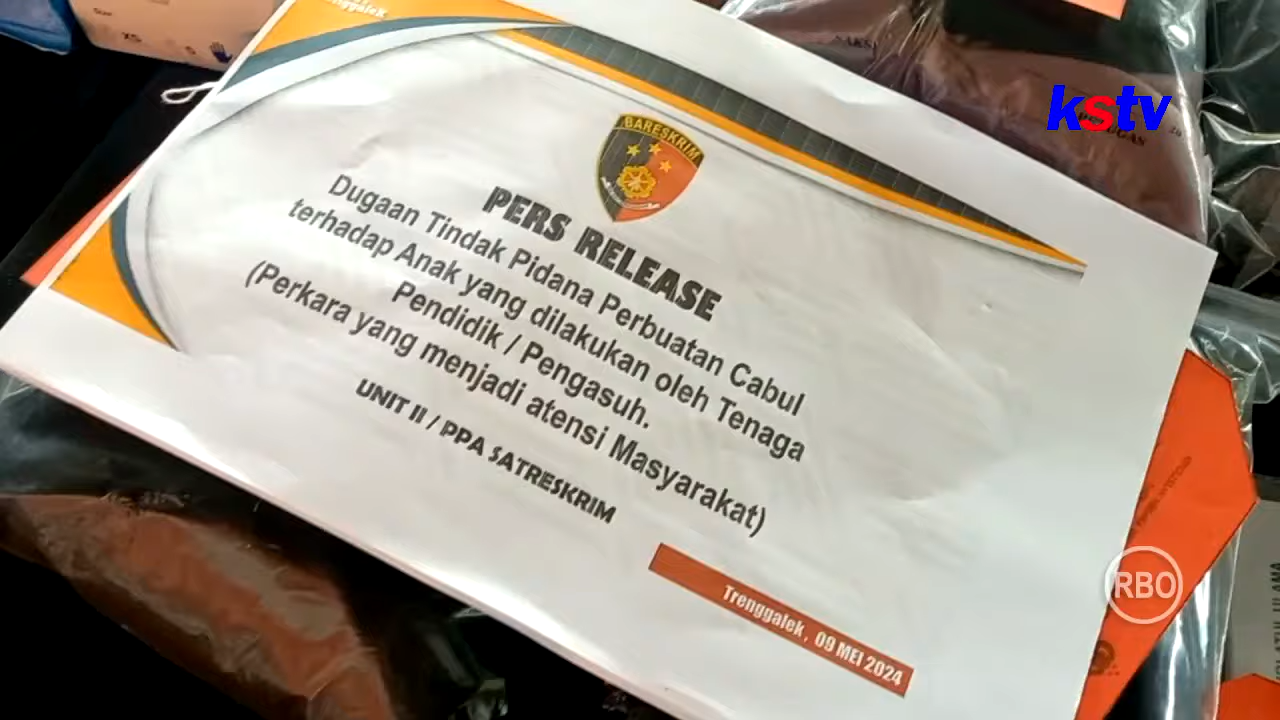 kstv
BARESKRIM
PERS RELEASE
Dugaan Tindak Pidana Perbuatan Cabul
terhadap Anak yang dilakukan oleh Tenaga
Pendidik / Pengasuh.
(Perkara yang menjadi atensi Masyarakat)
UNIT II / PPA SATRESKRIM
Trenggalek, 09 MEI 2024
RBO